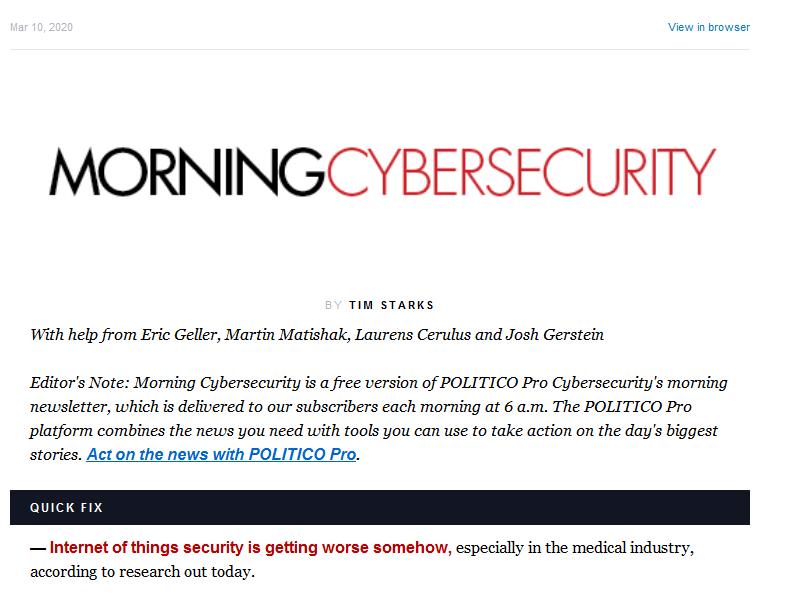 Mar 10, 2020 View in browser
MORNINGCYBERSECURITY
BY TIM STARKS
With help from Eric Geller, Martin Matishak, Laurens Cerulus and Josh Gerstein
Editor's Note: Morning Cybersecurity is a free version of POLITICO Pro Cybersecurity's morning
newsletter, which is delivered to our subscribers each morning at 6 a.m. The POLITICO Pro
platform combines the news you need with tools you can use to take action on the day's biggest
stories. Act on the news with POLITICO Pro.
QUICK FIX
— Internet of things security is getting worse somehow, especially in the medical industry,
according to research out today.